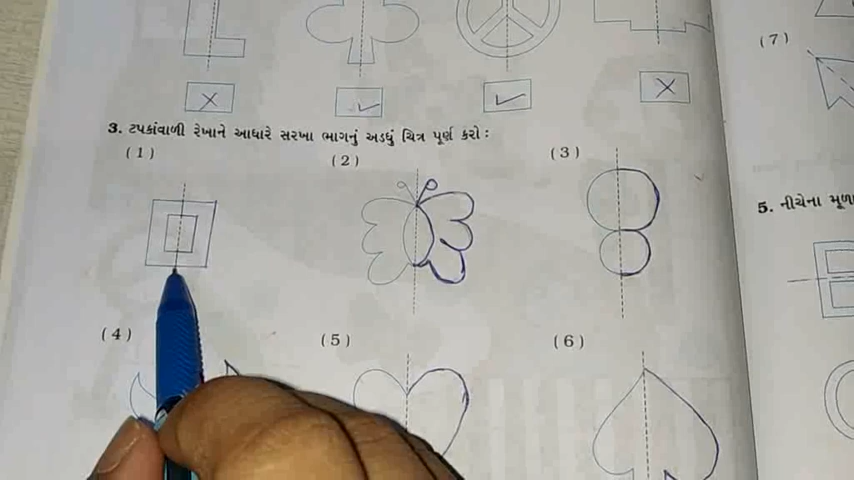 (7)
3. ટપકાંવાળી રેખાને આધારે સરખા ભાગનું અડધું ચિત્ર પૂર્ણ કરો :
(1) (2) (3)
5. નીચેના મૂળા
(4) (5) (6)